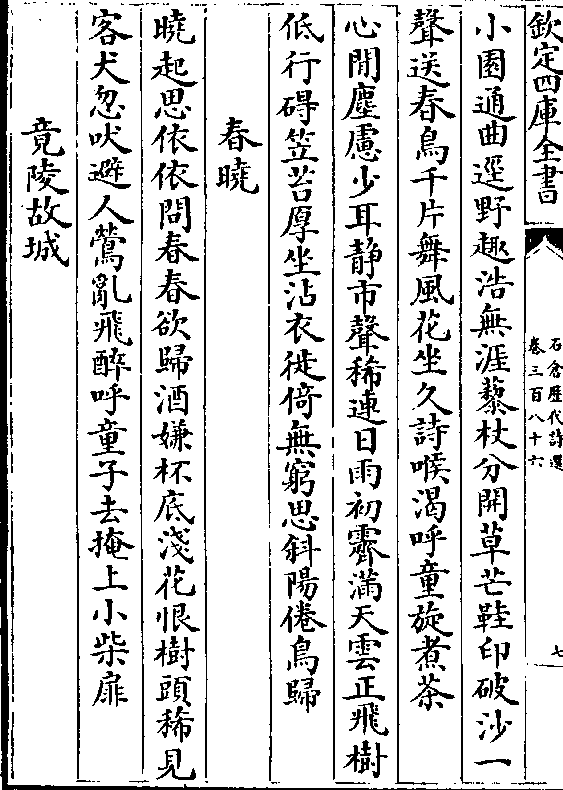 欽定四庫全書
石倉歷代詩選
卷三百八十六
七
小園通曲逕野趣浩無涯藜杖分開草芒鞋印破沙一
聲送春鳥千片舞風花坐久詩喉渴呼童旋煮茶
心閒塵慮少耳静市聲稀連日雨初霽滿天雲正飛樹
低行碍笠苔厚坐沾衣徙倚無窮思斜陽倦鳥歸
春曉
曉起思依依問春春欲歸酒嫌杯底淺花恨樹頭稀見
客犬忽吠避人鶯亂飛醉呼童子去掩上小柴扉
竟陵故城